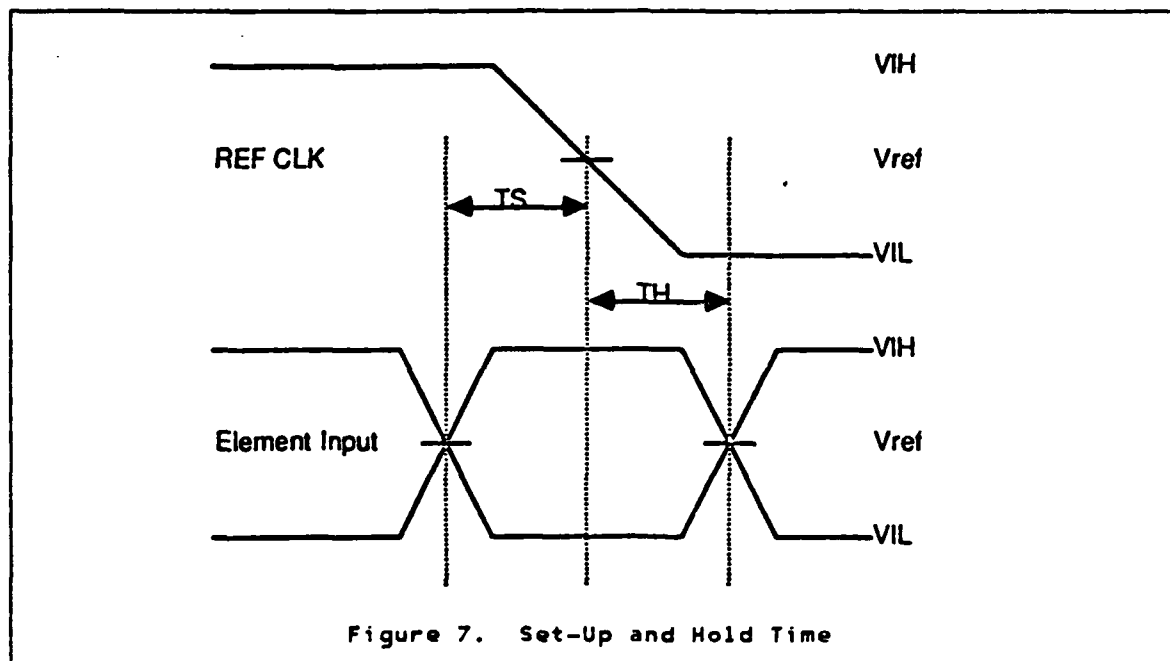 VIH
REF CLK
Vref
TS
VIL
TH
VIH
Element Input
Vref
VIL
Figure 7. Set-Up and Hold Time